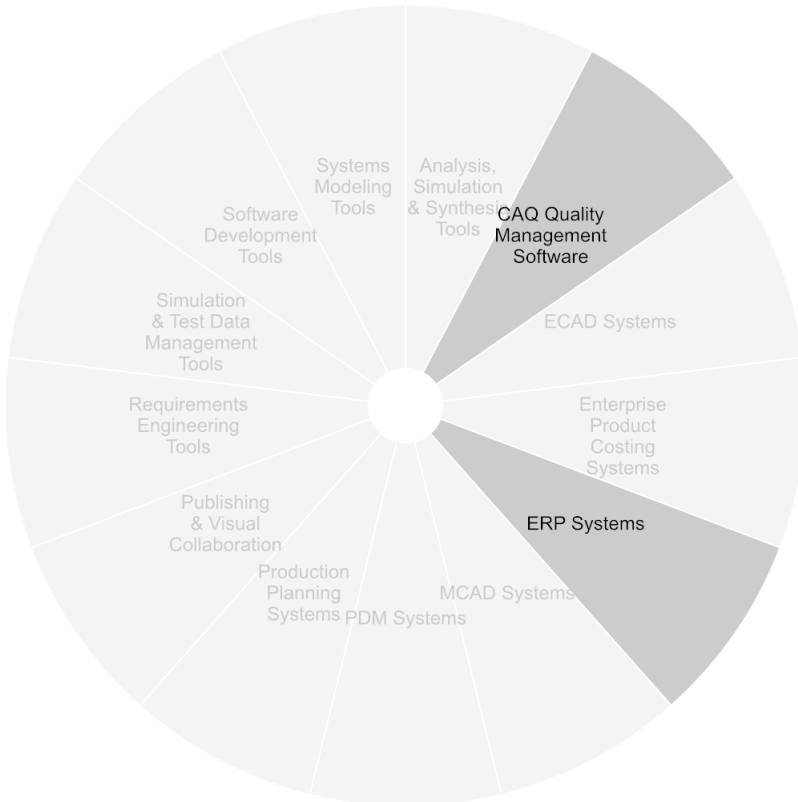 Systems
Modeling
Tools
Analysis,
Simulation
& Synthesis
Tools
CAQ Quality
Management
Software
ECAD Systems
Enterprise
Product
Costing
Systems
ERP Systems
MCAD Systems
PDM Systems
Production
Planning
Systems
Publishing
& Visual
Collaboration
Requirements
Engineering
Tools
Simulation
& Test Data
Management
Tools
Software
Development
Tools